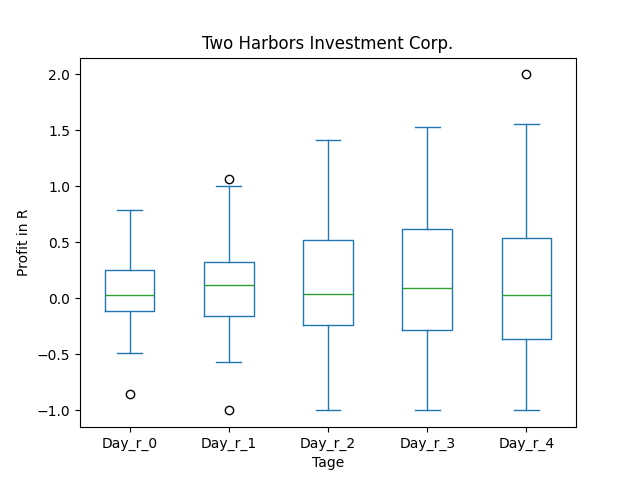 Two Harbors Investment Corp.
Profit in R
2.0
1.5
1.0
0.5
0.0
−0.5
−1.0
Day_r_0 Day_r_1 Day_r_2 Day_r_3 Day_r_4
Tage